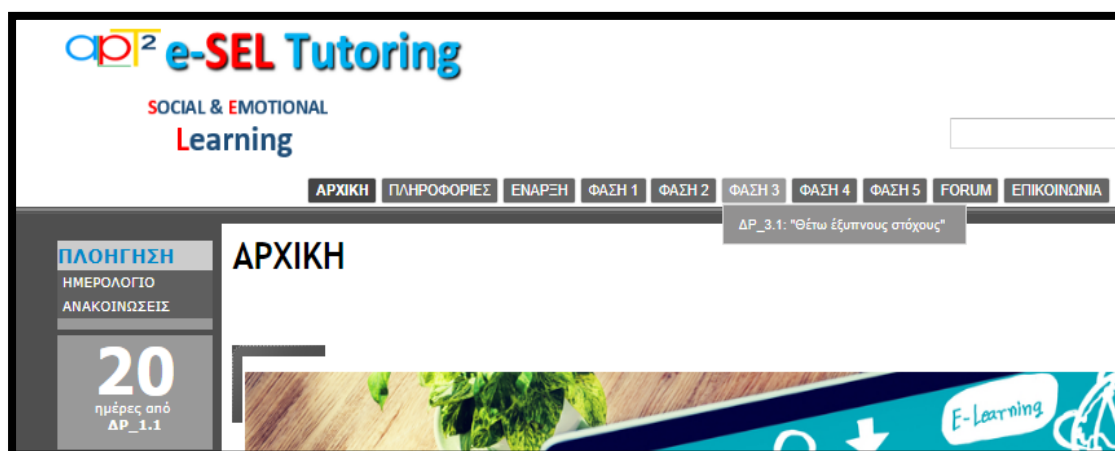 apT² e-SEL Tutoring
SOCIAL & EMOTIONAL
Learning
ΑΡΧΙΚΗ ΠΛΗΡΟΦΟΡΙΕΣ ΕΝΑΡΞΗ ΦΑΣΗ 1 ΦΑΣΗ 2 ΦΑΣΗ 3 ΦΑΣΗ 4 ΦΑΣΗ 5 FORUM ΕΠΙΚΟΙΝΩΝΙΑ
ΔΡ_3.1: "Θέτω έξυπνους στόχους"
ΠΛΟΗΓΗΣΗ
ΗΜΕΡΟΛΟΓΙΟ
ΑΝΑΚΟΙΝΩΣΕΙΣ
20
ημέρες από
ΔΡ_1.1
ΑΡΧΙΚΗ
E-Learning